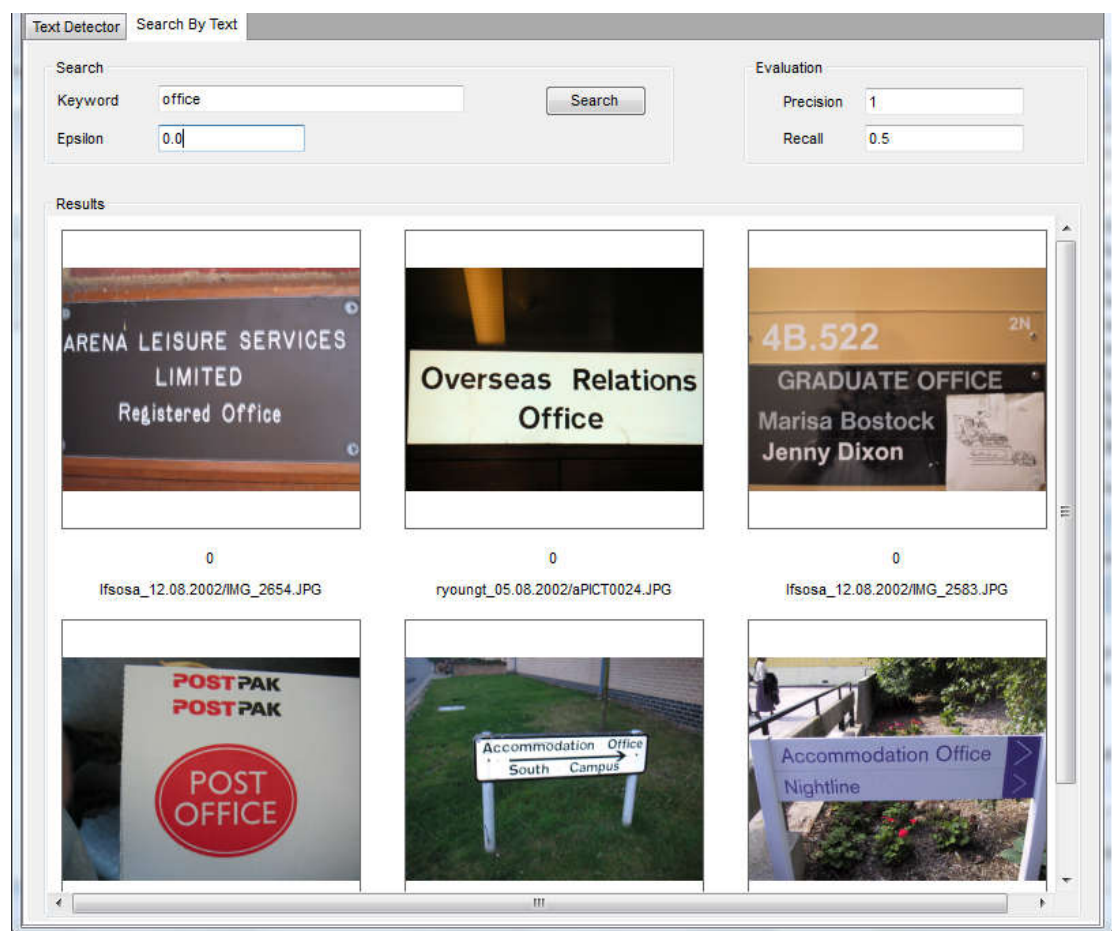 Text Detector Search By Text
Search
Keyword office Search
Epsilon 0.0
Evaluation
Precision 1
Recall 0.5
Results
ARENA LEISURE SERVICES
LIMITED
Registered Office
Overseas Relations
Office
4B.522 2N
GRADUATE OFFICE
Marisa Bostock
Jenny Dixon
0 0 0
lfsosa_12.08.2002/IMG_2654.JPG ryoungt_05.08.2002/aPICT0024.JPG lfsosa_12.08.2002/IMG_2583.JPG
POSTPAK
POSTPAK
POST
OFFICE
Accommodation Office
South Campus
Accommodation Office
Nightline